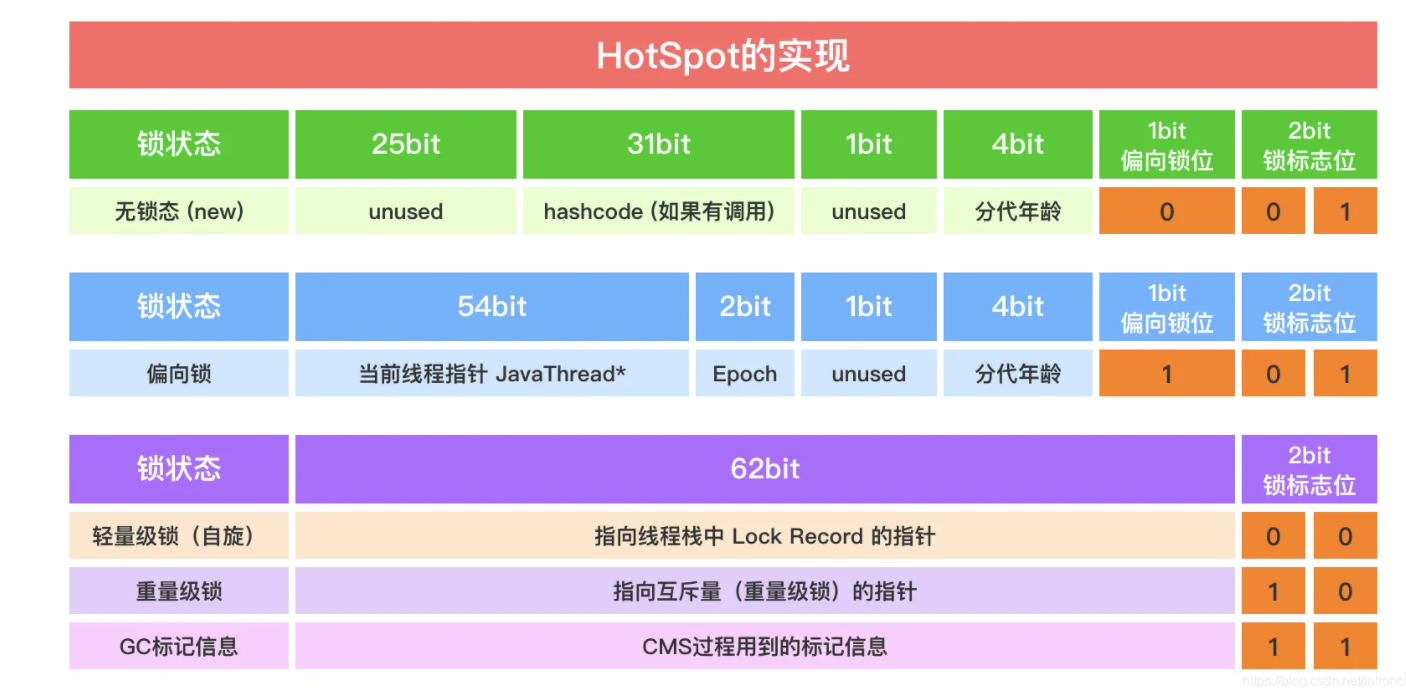 HotSpot的实现
锁状态 25bit 31bit 1bit 4bit 1bit 偏向锁位 2bit 锁标志位
无锁态 (new) unused hashcode (如果有调用) unused 分代年龄 0 0 1
锁状态 54bit 2bit 1bit 4bit 1bit 偏向锁位 2bit 锁标志位
偏向锁 当前线程指针 JavaThread* Epoch unused 分代年龄 1 0 1
锁状态 62bit 2bit 锁标志位
轻量级锁（自旋） 指向线程栈中 Lock Record 的指针 0 0
重量级锁 指向互斥量（重量级锁）的指针 1 0
GC标记信息 CMS过程用到的标记信息 1 1